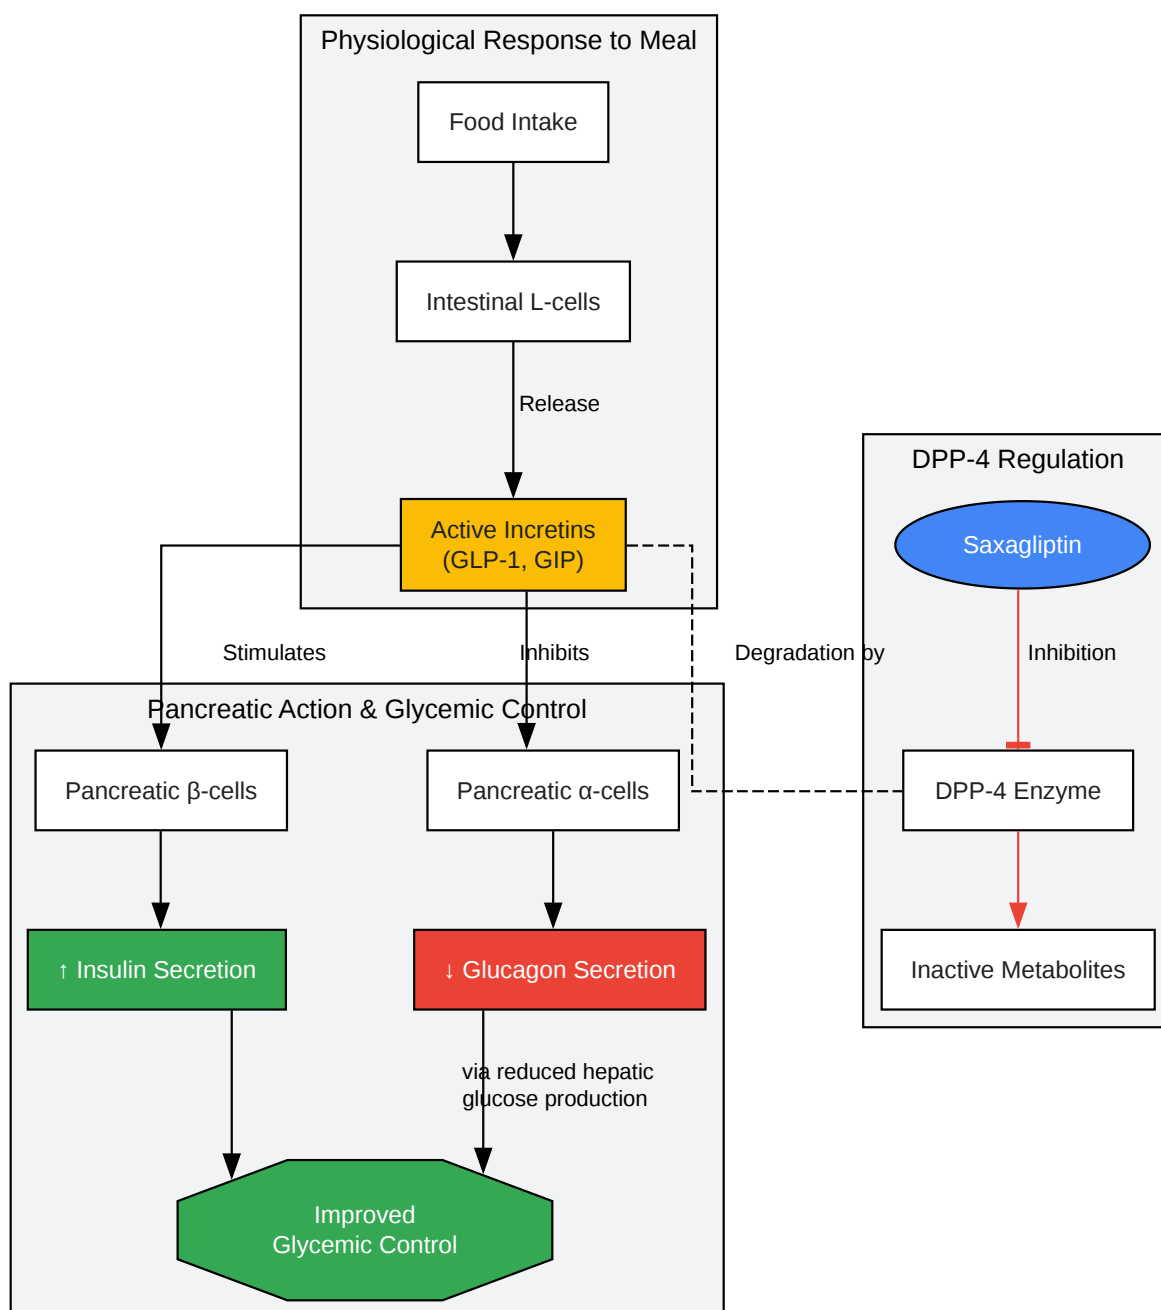 Physiological Response to Meal
Food Intake
Intestinal L-cells
Release
Active Incretins
(GLP-1, GIP)
DPP-4 Regulation
Saxagliptin
Stimulates
Inhibits
Degradation by
Inhibition
Pancreatic Action & Glycemic Control
Pancreatic β-cells
Pancreatic α-cells
DPP-4 Enzyme
↑ Insulin Secretion
↓ Glucagon Secretion
Inactive Metabolites
via reduced hepatic
glucose production
Improved
Glycemic Control